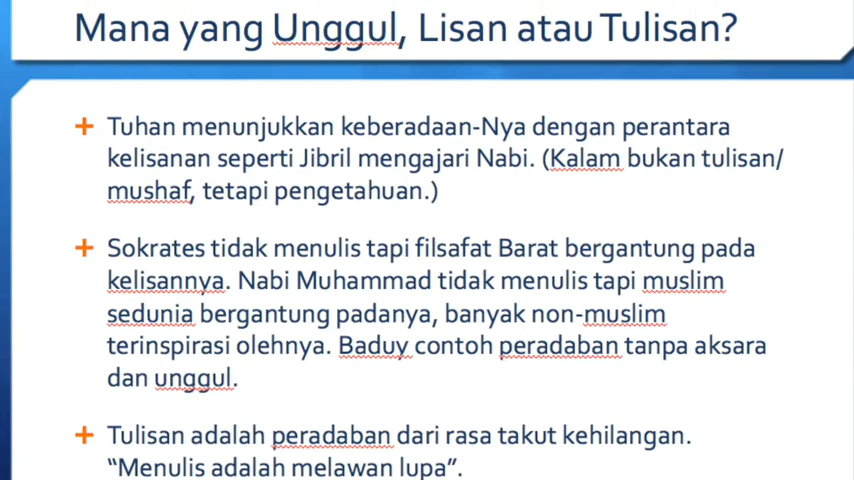 Mana yang Unggul, Lisan atau Tulisan?
Tuhan menunjukkan keberadaan-Nya dengan perantara
kelisanan seperti Jibril mengajari Nabi. (Kalam bukan tulisan/
mushaf, tetapi pengetahuan.)
Sokrates tidak menulis tapi filsafat Barat bergantung pada
kelisannya. Nabi Muhammad tidak menulis tapi muslim
sedunia bergantung padanya, banyak non-muslim
terinspirasi olehnya. Baduy contoh peradaban tanpa aksara
dan unggul.
Tulisan adalah peradaban dari rasa takut kehilangan.
“Menulis adalah melawan lupa”.